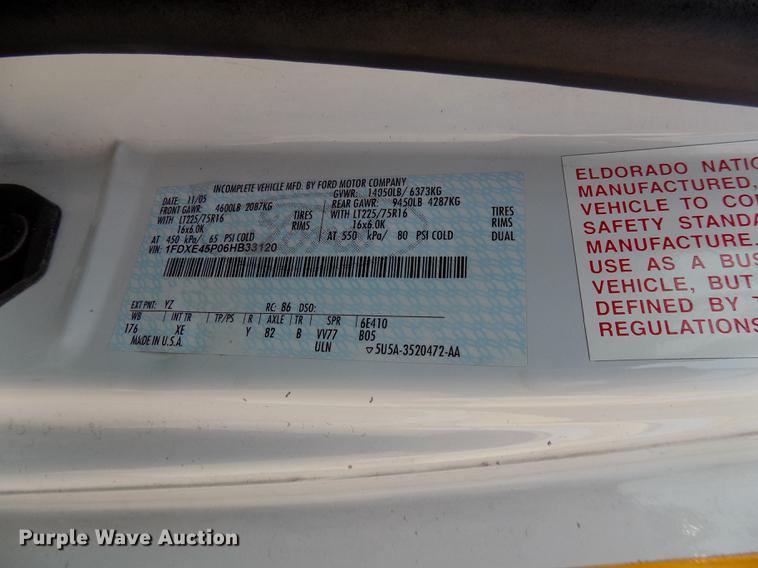 INCOMPLETE VEHICLE MFD. BY FORD MOTOR COMPANY
DATE: 11/05 GVWR: 14050LB/ 6373KG
FRONT GAWR: 4600LB 2087KG REAR GAWR: 9450LB 4287KG
WITH LT225/75R16 TIRES WITH LT225/75R16 TIRES
16x6.0K RIMS 16x6.0K RIMS
AT 450 kPa/ 65 PSI COLD AT 550 kPa/ 80 PSI COLD DUAL
VIN: 1FDXE45P06HB33120
EXT PNT: YZ RC: 86 DSO:
WB INT TR TP/PS R AXLE TR SPR 6E410
176 XE Y 82 B VV77 B05
MADE IN U.S.A. ULN ▽5U5A-3520472-AA
ELDORADO NATIO
MANUFACTURED,
VEHICLE TO CO
SAFETY STANDA
MANUFACTURE.
USE AS A BUS
VEHICLE, BUT
DEFINED BY T
REGULATIONS
Purple Wave Auction